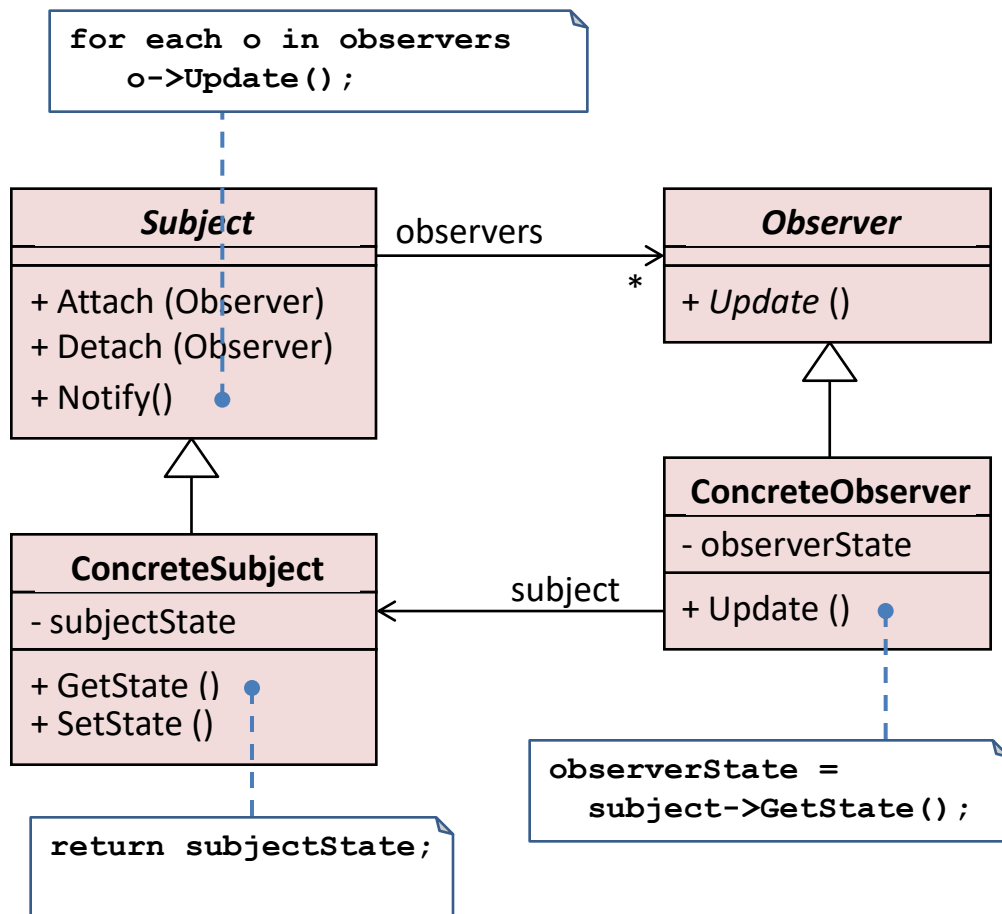 for each o in observers
o->Update();
Subject
+ Attach (Observer)
+ Detach (Observer)
+ Notify()
observers
*
Observer
+ Update ()
ConcreteObserver
- observerState
+ Update ()
ConcreteSubject
- subjectState
+ GetState ()
+ SetState ()
subject
observerState =
subject->GetState();
return subjectState;